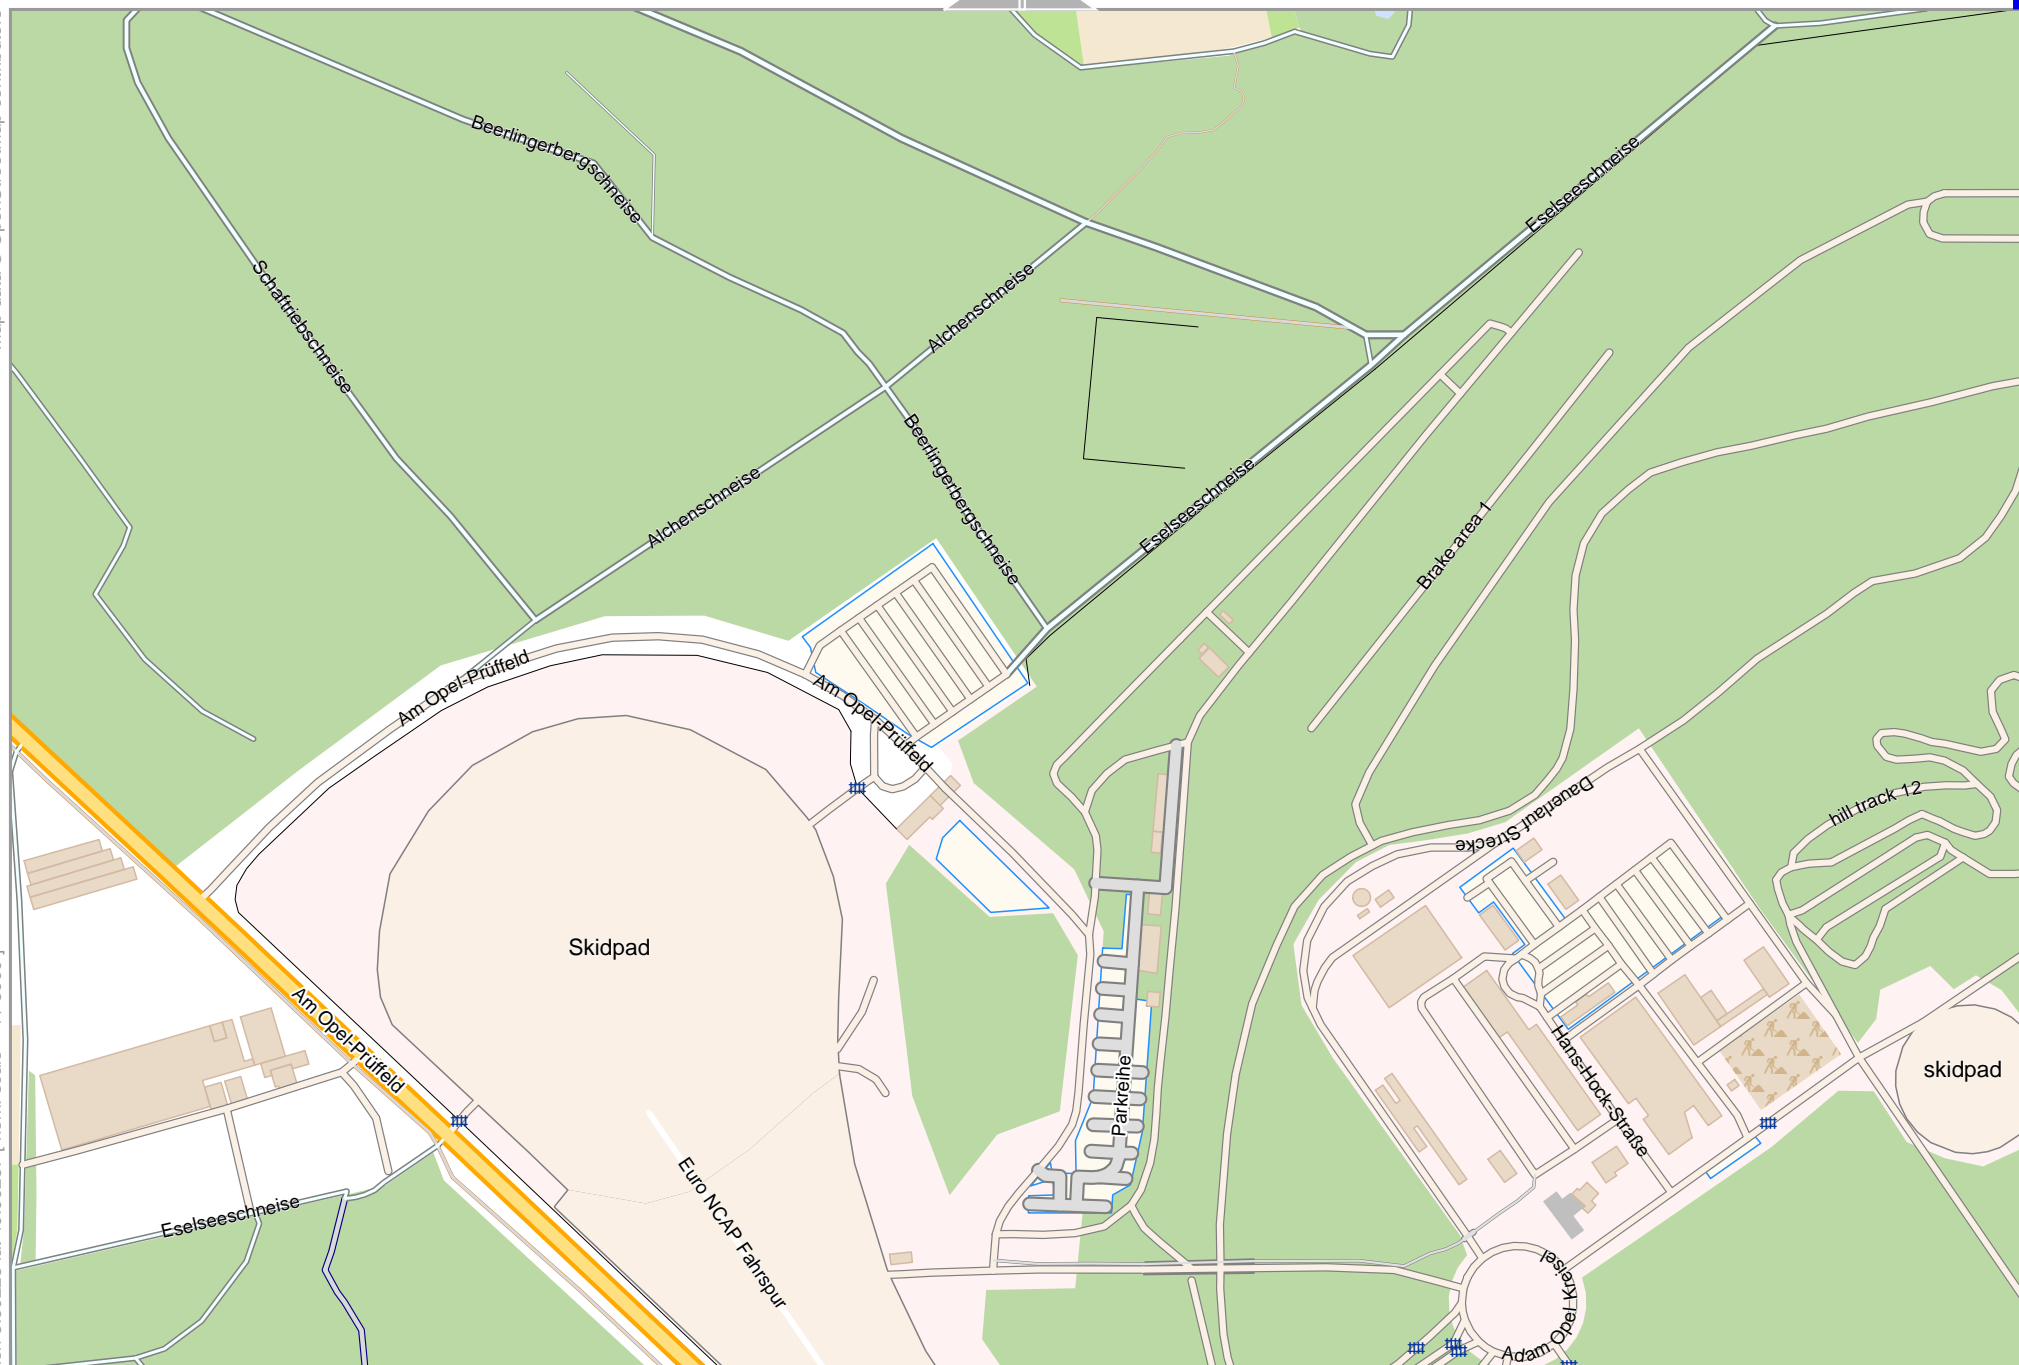 Beerlingerbergschneise
Eselseeschneise
Schaftriebschneise
Alchenschneise
Beerlingerbergschneise
Alchenschneise
Eselseeschneise
Brake area 1
Am Opel-Prüffeld
Am Opel-Prüffeld
Dauerlauf Strecke
hill track 12
Skidpad
Am Opel-Prüffeld
Parkreihe
Hans-Hock-Straße
skidpad
Eselseeschneise
Euro NCAP Fahrspur
Adam Opel Kreisel